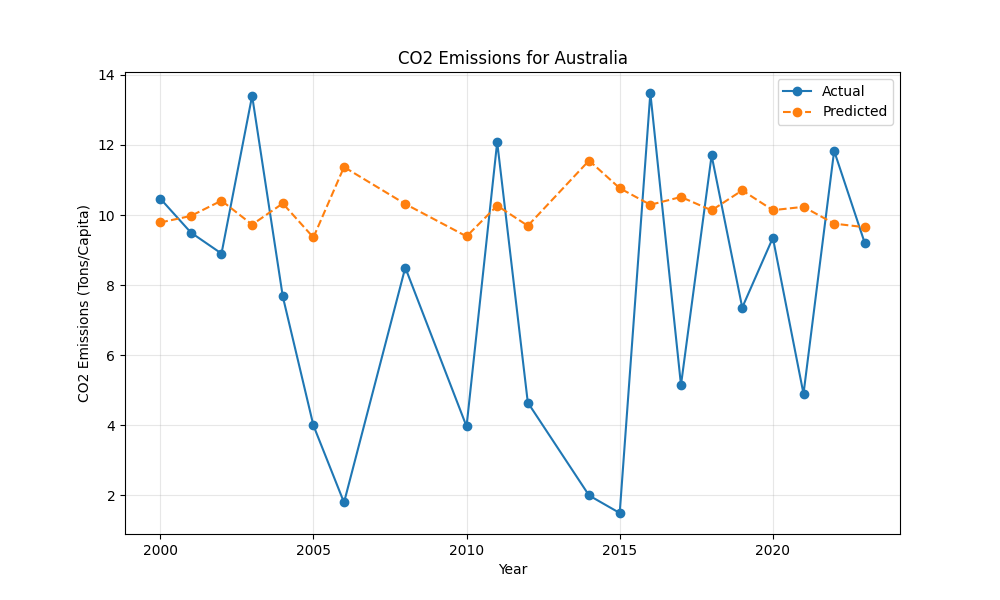 CO2 Emissions for Australia
Actual
Predicted
CO2 Emissions (Tons/Capita)
14
12
10
8
6
4
2
2000
2005
2010
2015
2020
Year